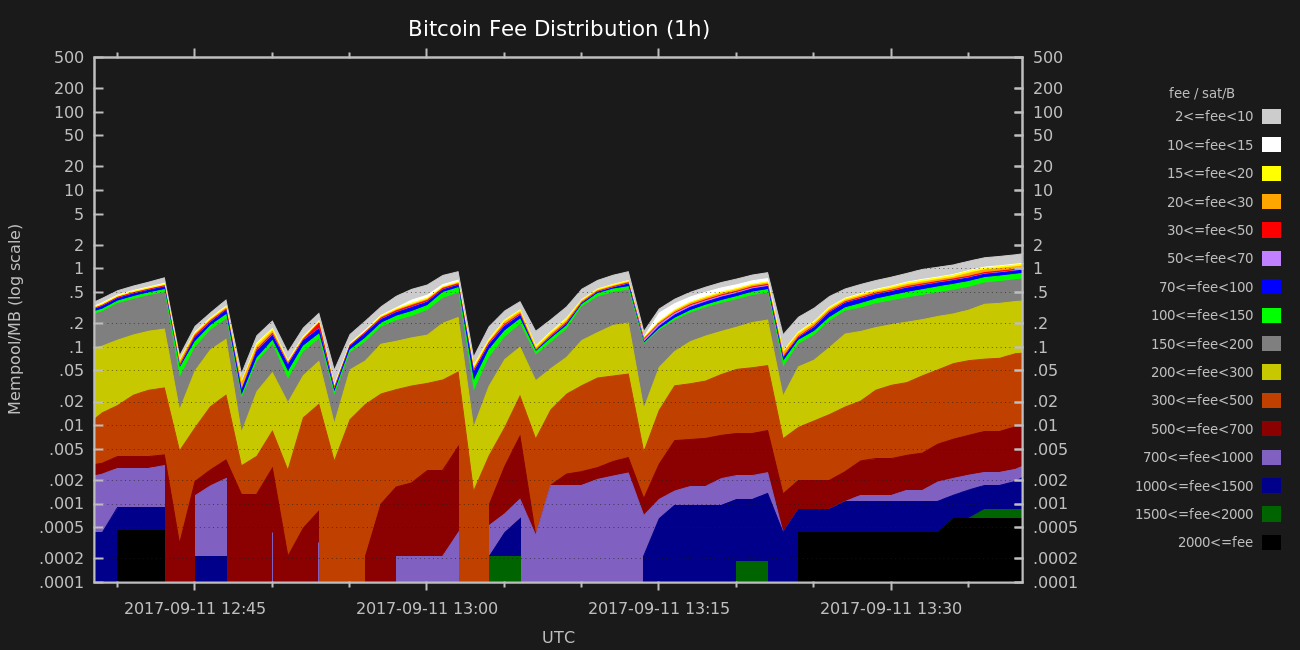 Bitcoin Fee Distribution (1h)
500
200
100
50
20
10
5
2
1
.5
.2
.1
.05
.02
.01
.005
.002
.001
.0005
.0002
.0001
Mempool/MB (log scale)
500
200
100
50
20
10
5
2
1
.5
.2
.1
.05
.02
.01
.005
.002
.001
.0005
.0002
.0001
2017-09-11 12:45
2017-09-11 13:00
2017-09-11 13:15
2017-09-11 13:30
UTC
fee / sat/B
2<=fee<10
10<=fee<15
15<=fee<20
20<=fee<30
30<=fee<50
50<=fee<70
70<=fee<100
100<=fee<150
150<=fee<200
200<=fee<300
300<=fee<500
500<=fee<700
700<=fee<1000
1000<=fee<1500
1500<=fee<2000
2000<=fee